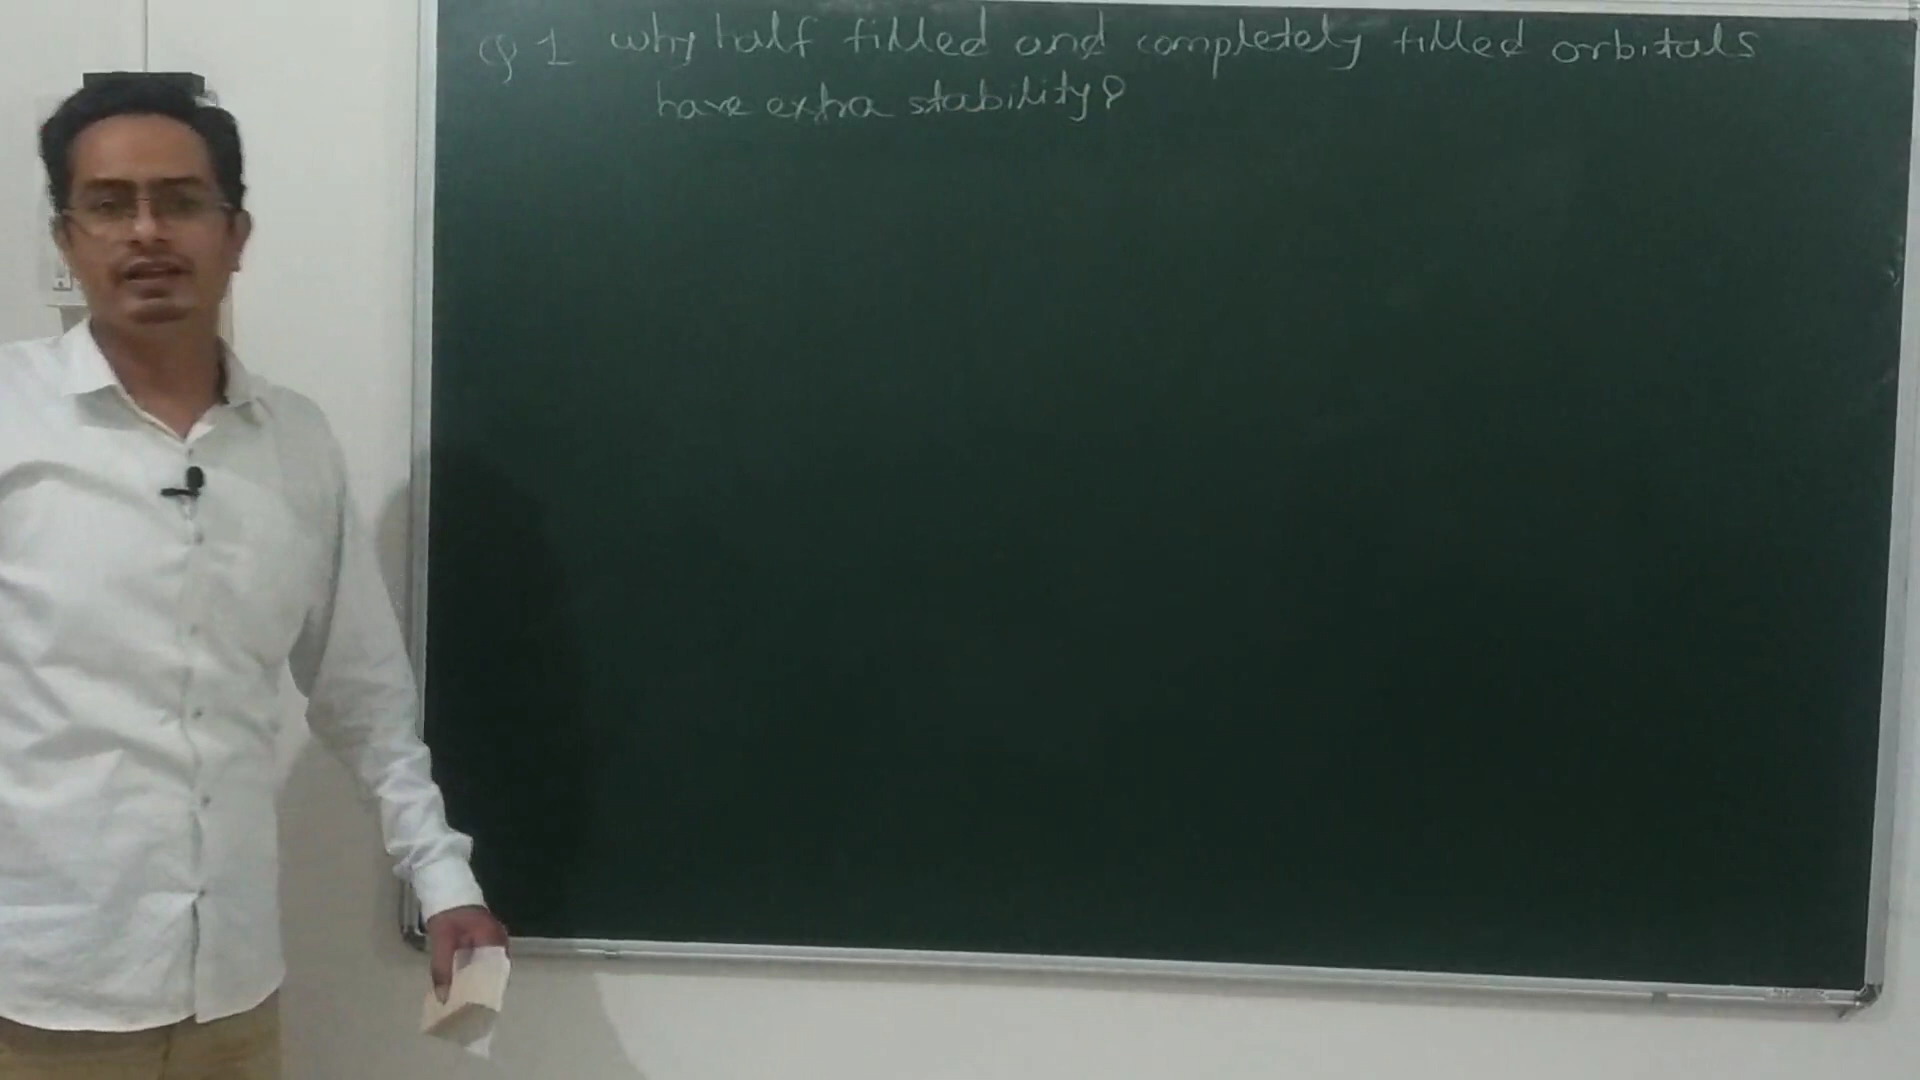 Q 1 why half filled and completely filled orbitals
have extra stability?